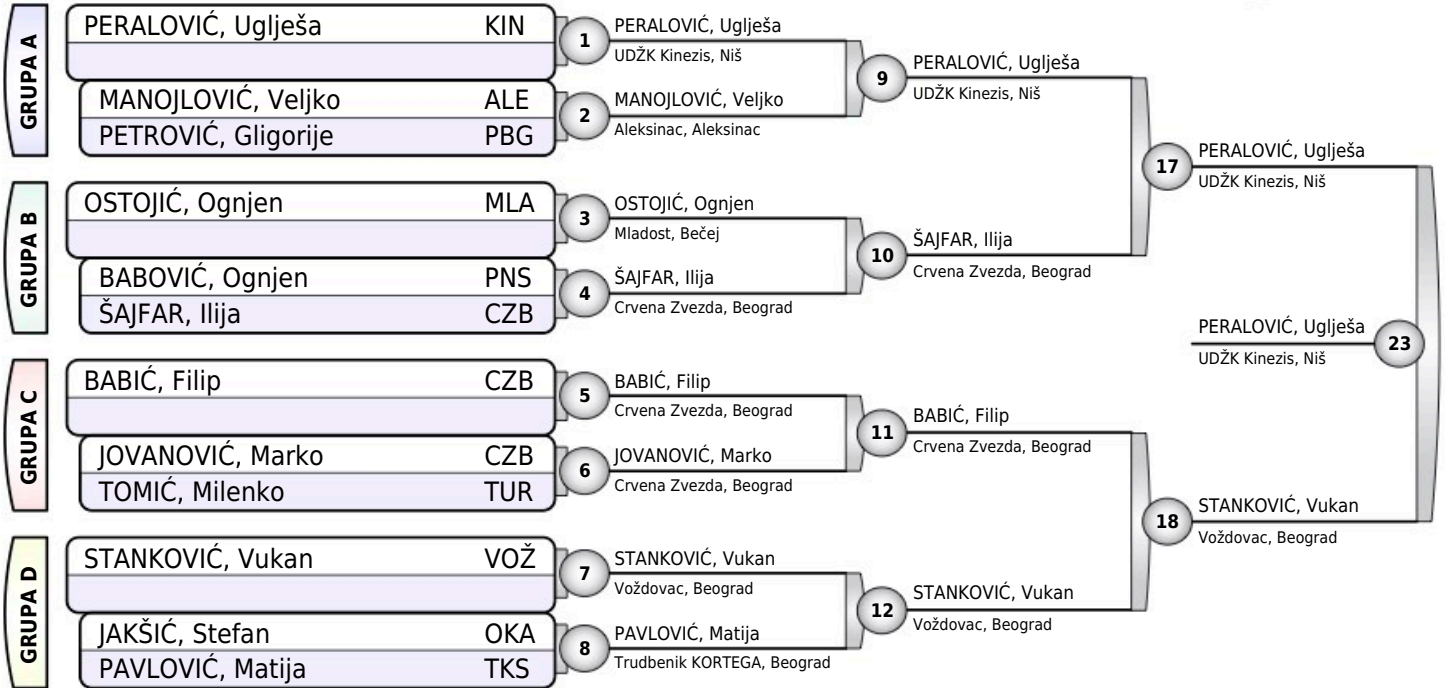 GRUPA A
PERALOVIĆ, Uglješa KIN
MANOJLOVIĆ, Veljko ALE
PETROVIĆ, Gligorije PBG
GRUPA B
OSTOJIĆ, Ognjen MLA
BABOVIĆ, Ognjen PNS
ŠAJFAR, Ilija CZB
GRUPA C
BABIĆ, Filip CZB
JOVANOVIĆ, Marko CZB
TOMIĆ, Milenko TUR
GRUPA D
STANKOVIĆ, Vukan VOŽ
JAKŠIĆ, Stefan OKA
PAVLOVIĆ, Matija TKS
1
PERALOVIĆ, Uglješa
UDŽK Kinezis, Niš
2
MANOJLOVIĆ, Veljko
Aleksinac, Aleksinac
3
OSTOJIĆ, Ognjen
Mladost, Bečej
4
ŠAJFAR, Ilija
Crvena Zvezda, Beograd
5
BABIĆ, Filip
Crvena Zvezda, Beograd
6
JOVANOVIĆ, Marko
Crvena Zvezda, Beograd
7
STANKOVIĆ, Vukan
Voždovac, Beograd
8
PAVLOVIĆ, Matija
Trudbenik KORTEGA, Beograd
9
PERALOVIĆ, Uglješa
UDŽK Kinezis, Niš
10
ŠAJFAR, Ilija
Crvena Zvezda, Beograd
11
BABIĆ, Filip
Crvena Zvezda, Beograd
12
STANKOVIĆ, Vukan
Voždovac, Beograd
17
PERALOVIĆ, Uglješa
UDŽK Kinezis, Niš
18
STANKOVIĆ, Vukan
Voždovac, Beograd
PERALOVIĆ, Uglješa
UDŽK Kinezis, Niš
23